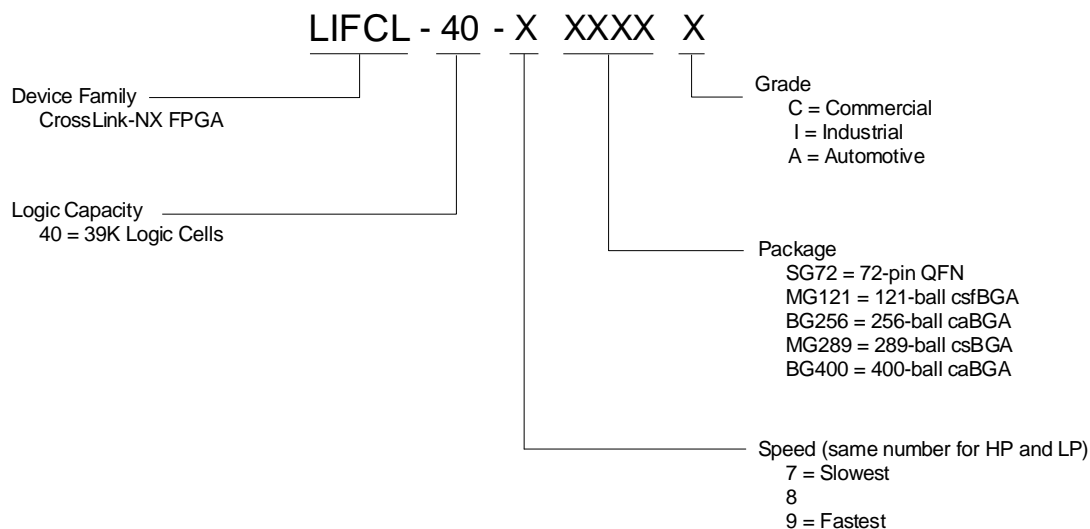 LIFCL - 40 - X XXXX X
Device Family
CrossLink-NX FPGA
Logic Capacity
40 = 39K Logic Cells
Grade
C = Commercial
I = Industrial
A = Automotive
Package
SG72 = 72-pin QFN
MG121 = 121-ball csfBGA
BG256 = 256-ball caBGA
MG289 = 289-ball csBGA
BG400 = 400-ball caBGA
Speed (same number for HP and LP)
7 = Slowest
8
9 = Fastest